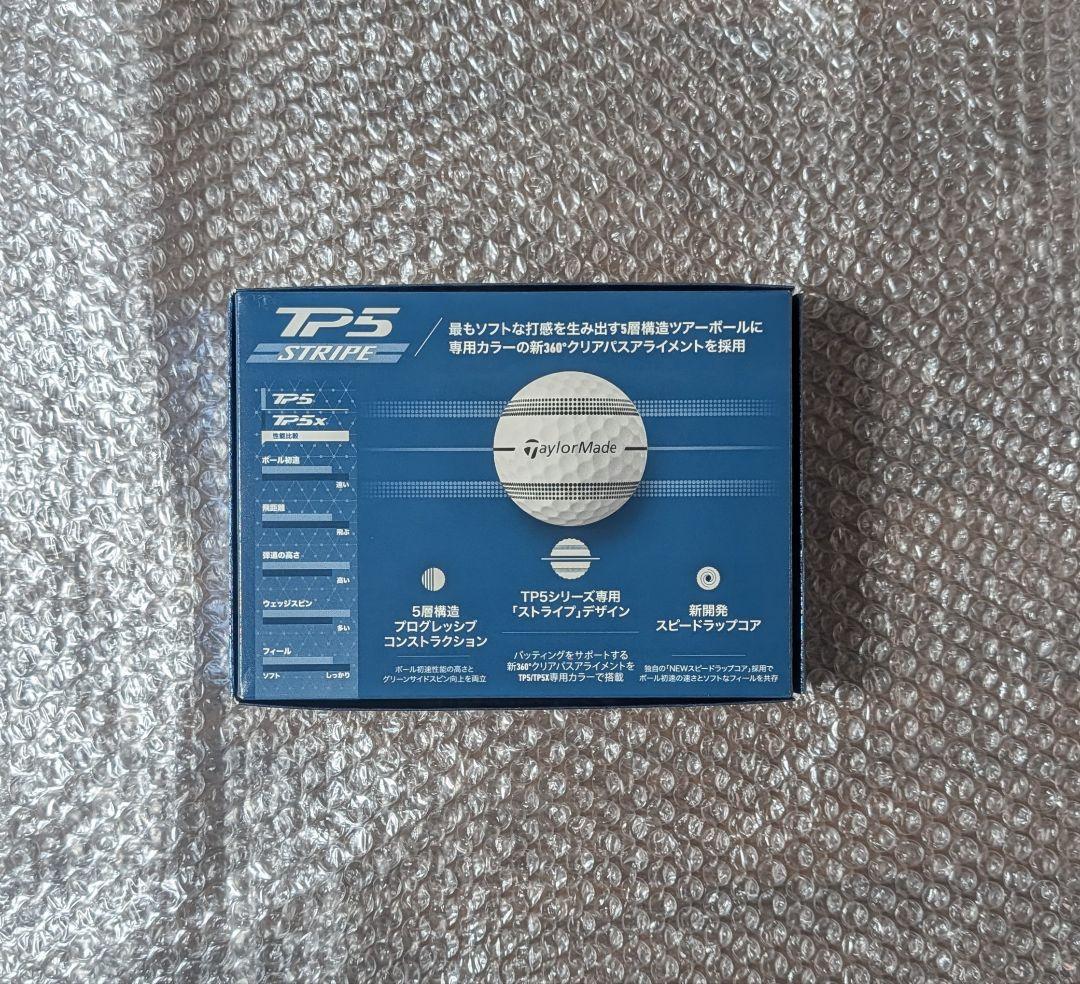 TP5
STRIPE
最もソフトな打感を生み出す5層構造ツアーボールに
専用カラーの新360°クリアパスアライメントを採用
TP5
TP5x
性能比較
ボール初速
速い
飛距離
飛ぶ
弾道の高さ
高い
ウェッジスピン
多い
フィール
ソフト しっかり
TaylorMade
5層構造
プログレッシブ
コンストラクション
ボール初速性能の高さと
グリーンサイドスピン向上を両立
TP5シリーズ専用
「ストライプ」デザイン
パッティングをサポートする
新360°クリアパスアライメントを
TP5/TP5X専用カラーで搭載
新開発
スピードラップコア
独自の「NEWスピードラップコア」採用で
ボール初速の速さとソフトなフィールを共存